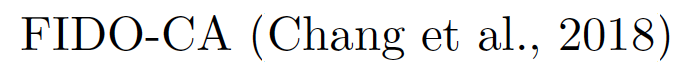 FIDO-CA (Chang et al., 2018)